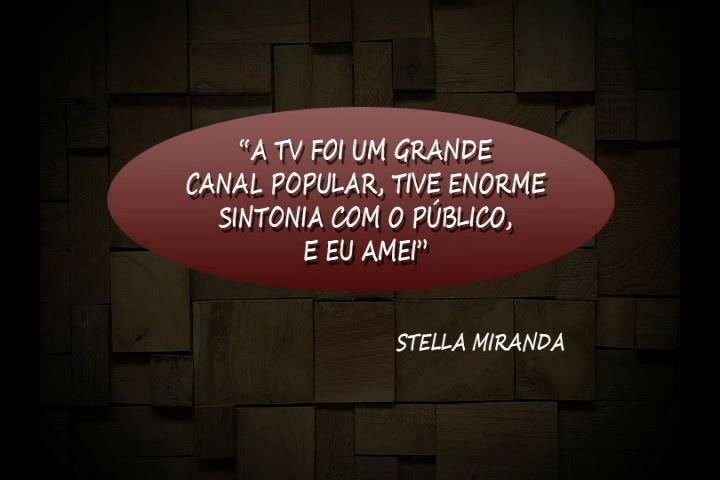 “A TV FOI UM GRANDE
CANAL POPULAR, TIVE ENORME
SINTONIA COM O PÚBLICO,
E EU AMEI”
STELLA MIRANDA